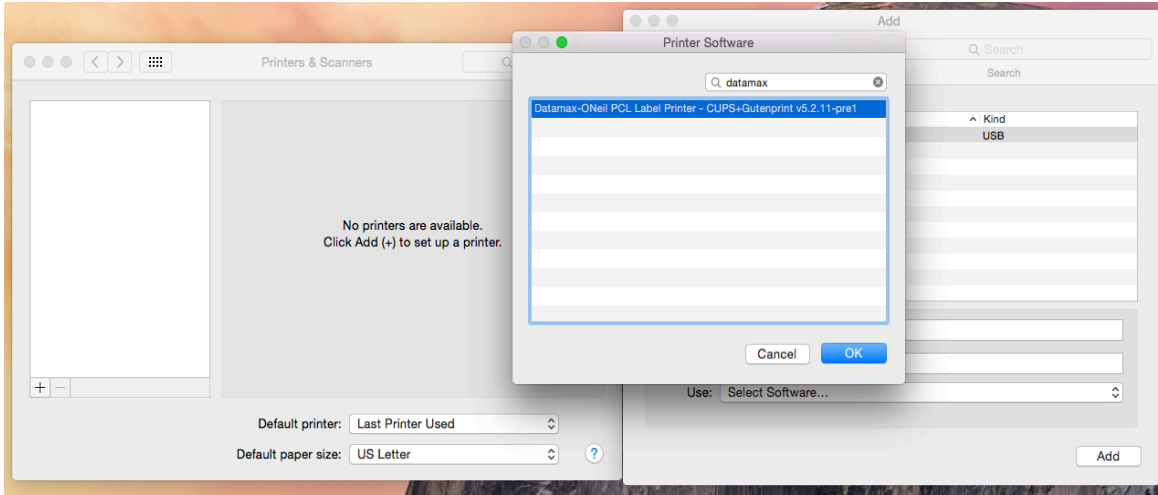 Printers & Scanners
No printers are available.
Click Add (+) to set up a printer.
Default printer: Last Printer Used
Default paper size: US Letter
?
Printer Software
datamax
Datamax-ONeil PCL Label Printer - CUPS+Gutenprint v5.2.11-pre1
Cancel
OK
Add
Search
Search
Kind
USB
Use: Select Software...
Add